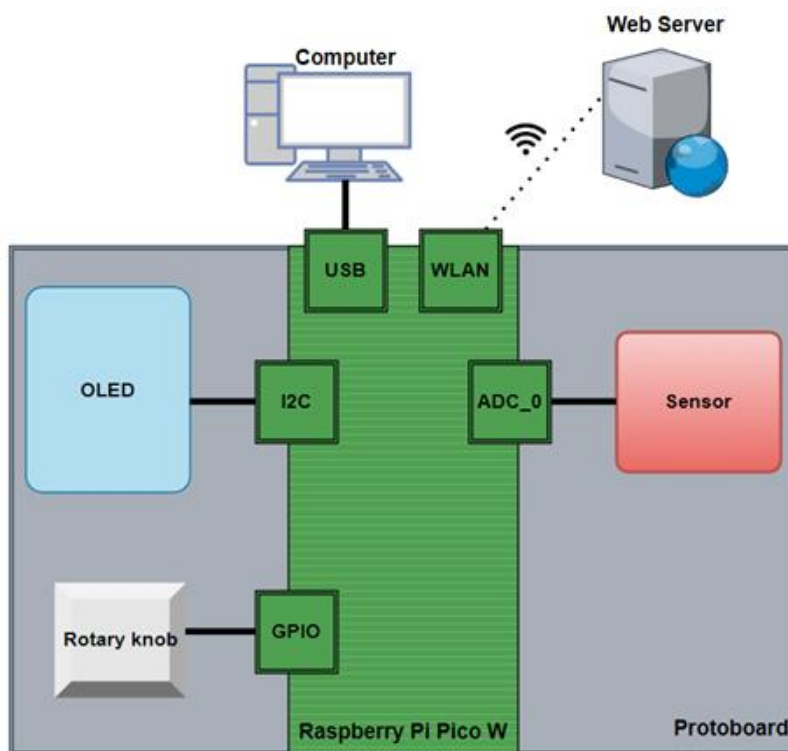 Web Server
Computer
USB
WLAN
OLED
I2C
ADC_0
Sensor
Rotary knob
GPIO
Raspberry Pi Pico W
Protoboard